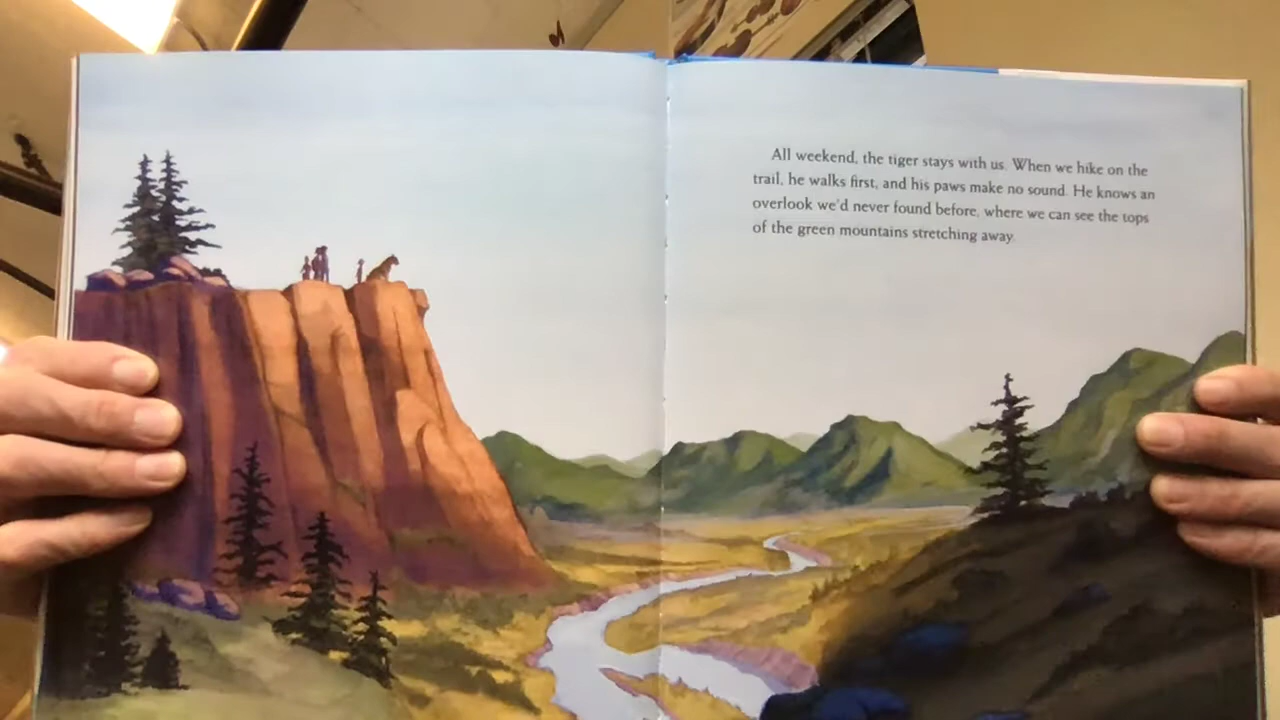 All weekend, the tiger stays with us. When we hike on the
trail, he walks first, and his paws make no sound. He knows an
overlook we'd never found before, where we can see the tops
of the green mountains stretching away.